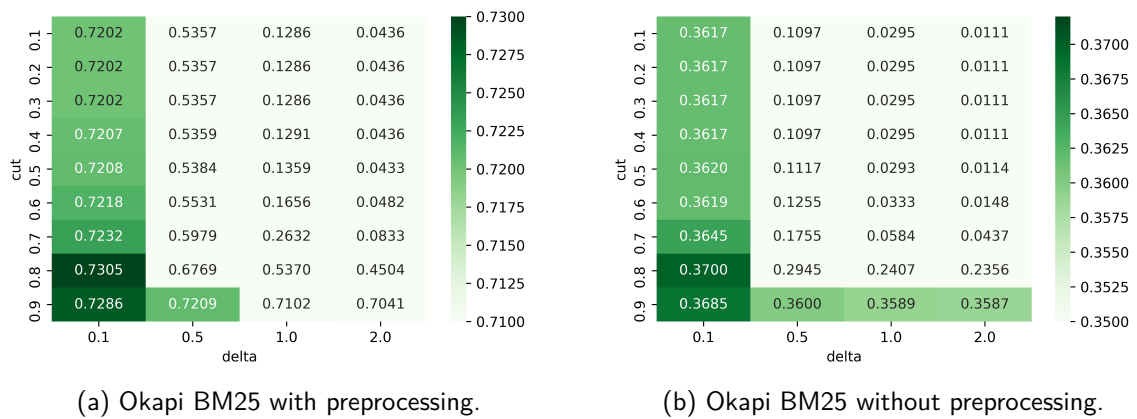 0.1 0.7202 0.5357 0.1286 0.0436
0.2 0.7202 0.5357 0.1286 0.0436
0.3 0.7202 0.5357 0.1286 0.0436
0.4 0.7207 0.5359 0.1291 0.0436
0.5 0.7208 0.5384 0.1359 0.0433
0.6 0.7218 0.5531 0.1656 0.0482
0.7 0.7232 0.5979 0.2632 0.0833
0.8 0.7305 0.6769 0.5370 0.4504
0.9 0.7286 0.7209 0.7102 0.7041
cut
0.1 0.5 1.0 2.0
delta
0.7300
0.7275
0.7250
0.7225
0.7200
0.7175
0.7150
0.7125
0.7100
(a) Okapi BM25 with preprocessing.
0.1 0.3617 0.1097 0.0295 0.0111
0.2 0.3617 0.1097 0.0295 0.0111
0.3 0.3617 0.1097 0.0295 0.0111
0.4 0.3617 0.1097 0.0295 0.0111
0.5 0.3620 0.1117 0.0293 0.0114
0.6 0.3619 0.1255 0.0333 0.0148
0.7 0.3645 0.1755 0.0584 0.0437
0.8 0.3700 0.2945 0.2407 0.2356
0.9 0.3685 0.3600 0.3589 0.3587
cut
0.1 0.5 1.0 2.0
delta
0.3700
0.3675
0.3650
0.3625
0.3600
0.3575
0.3550
0.3525
0.3500
(b) Okapi BM25 without preprocessing.